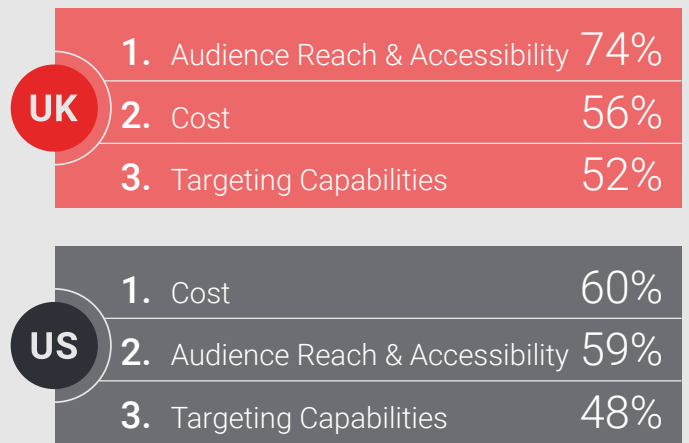 UK
1. Audience Reach & Accessibility 74%
2. Cost 56%
3. Targeting Capabilities 52%
US
1. Cost 60%
2. Audience Reach & Accessibility 59%
3. Targeting Capabilities 48%